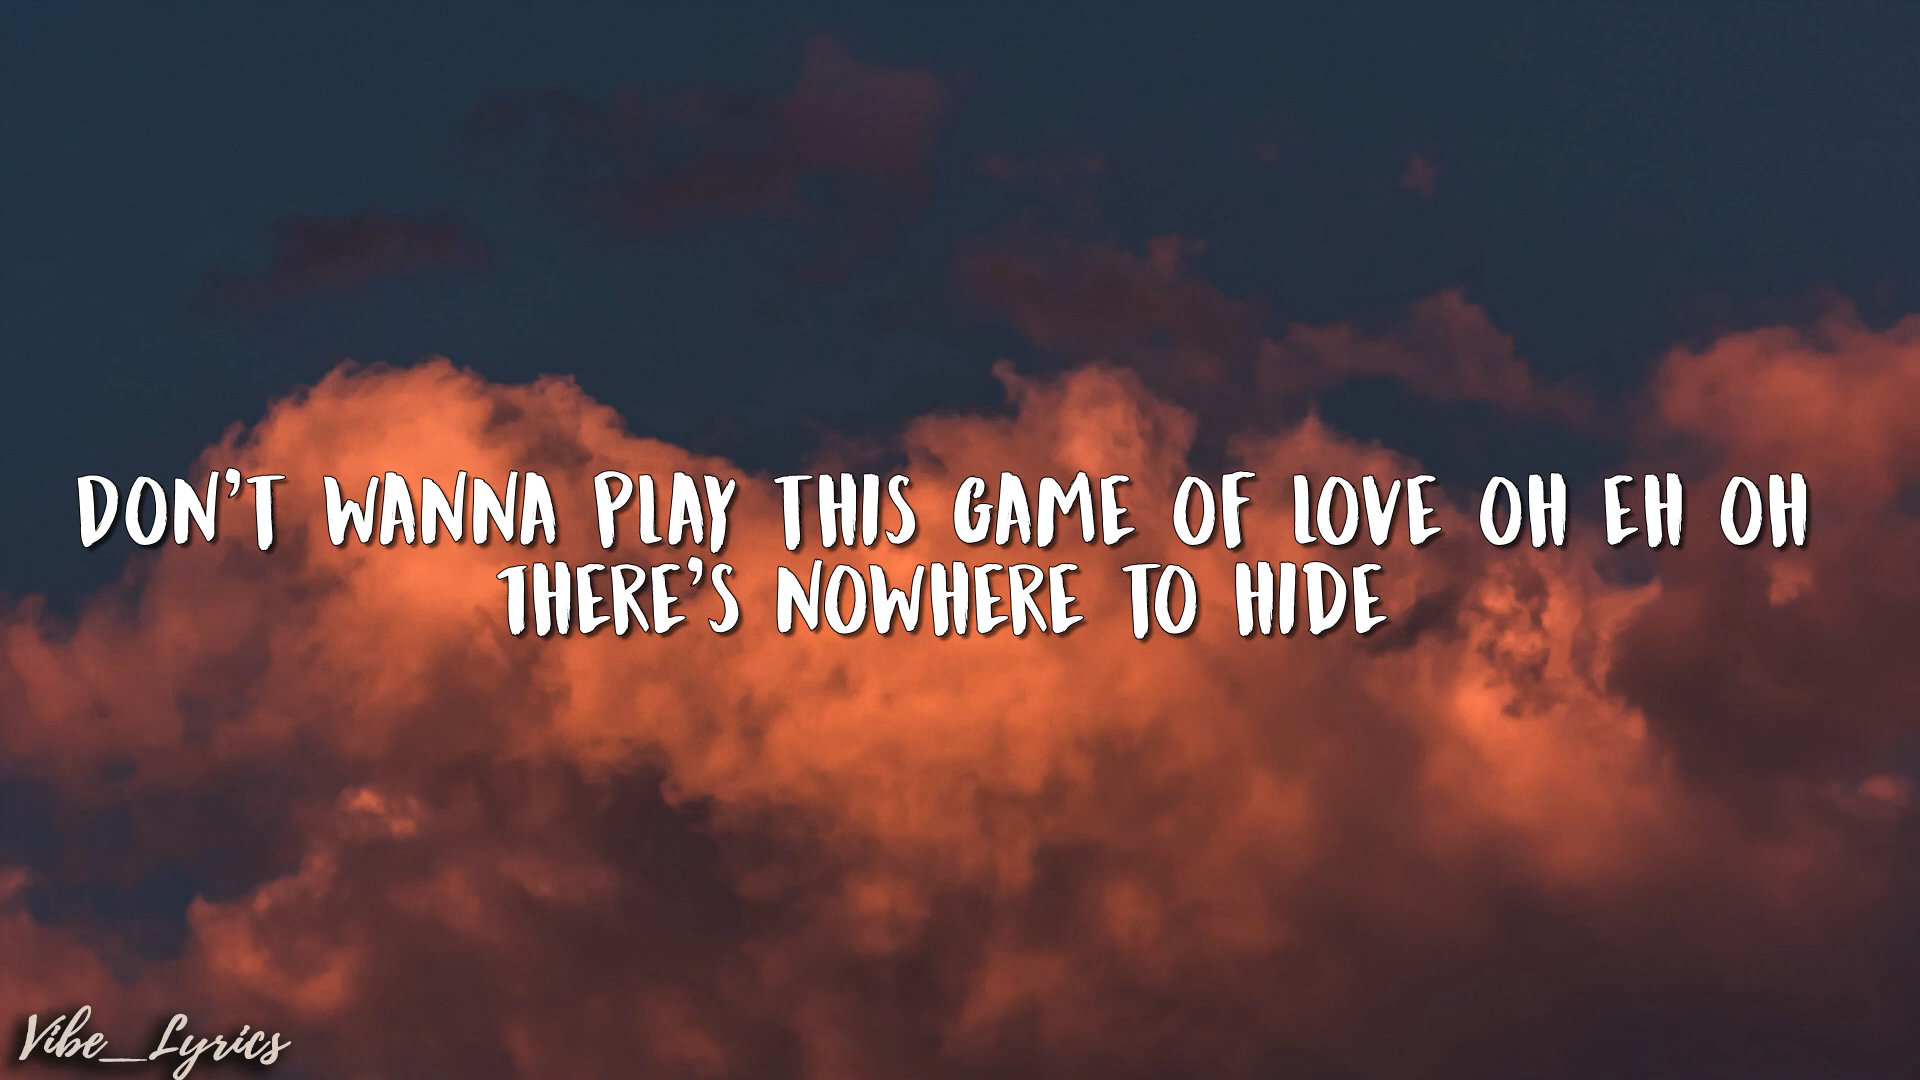 DON'T WANNA PLAY THIS GAME OF LOVE OH EH OH
THERE'S NOWHERE TO HIDE
Vibe_Lyrics